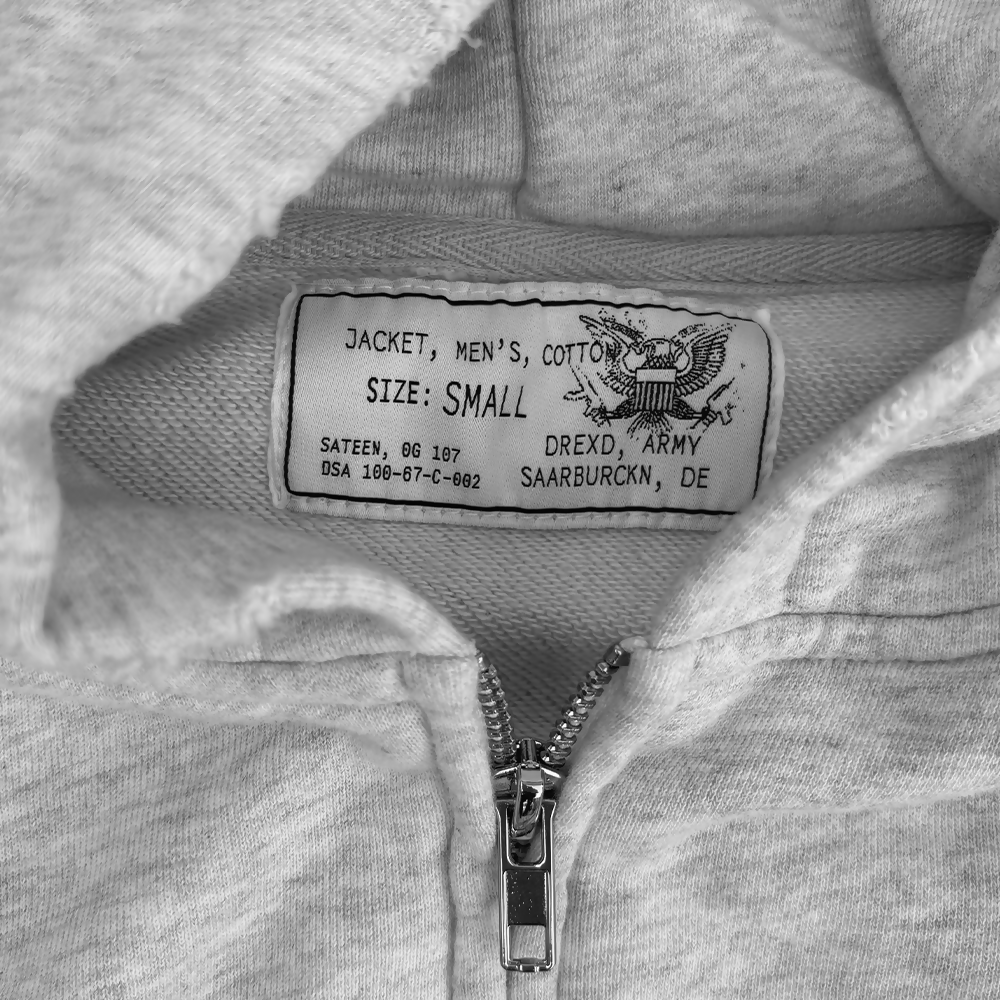 JACKET, MEN'S, COTTON
SIZE: SMALL
SATEEN, OG 107
DSA 100-67-C-002
DREXD, ARMY
SAARBURCKN, DE